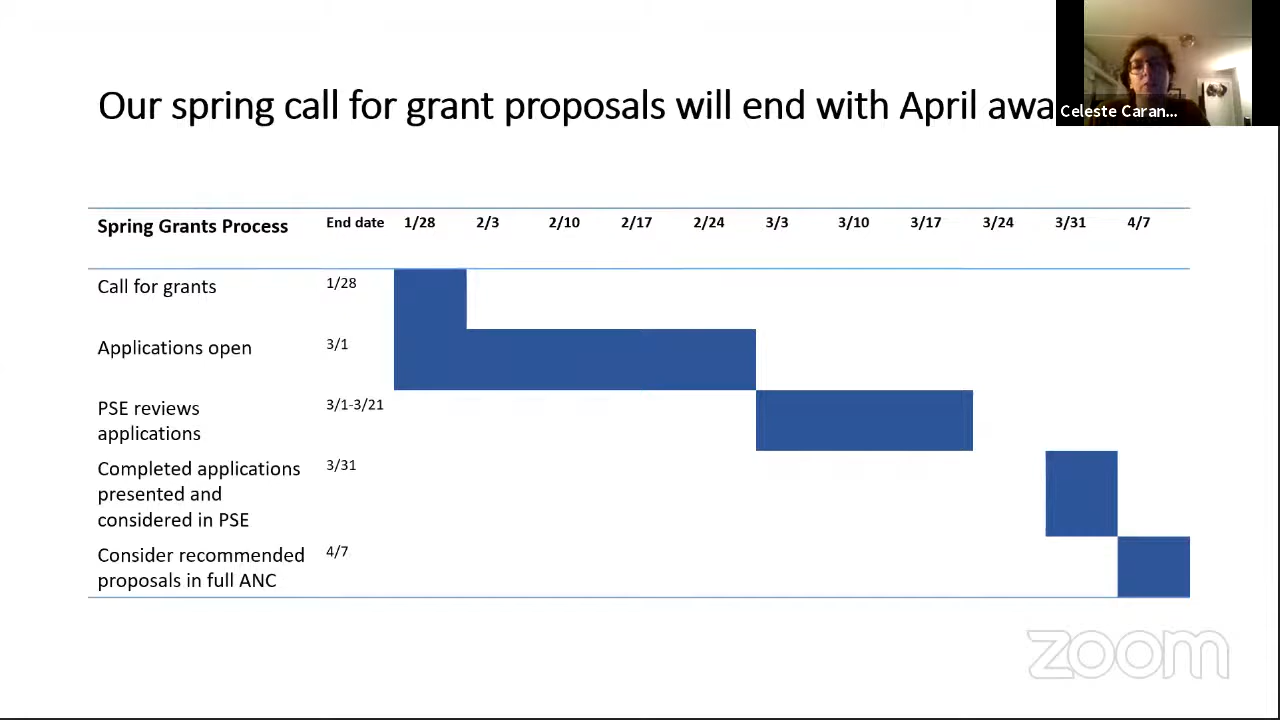 Our spring call for grant proposals will end with April awa
Celeste Caran...
Spring Grants Process End date 1/28 2/3 2/10 2/17 2/24 3/3 3/10 3/17 3/24 3/31 4/7
Call for grants 1/28
Applications open 3/1
PSE reviews 3/1-3/21
applications
Completed applications 3/31
presented and
considered in PSE
Consider recommended 4/7
proposals in full ANC
zoom